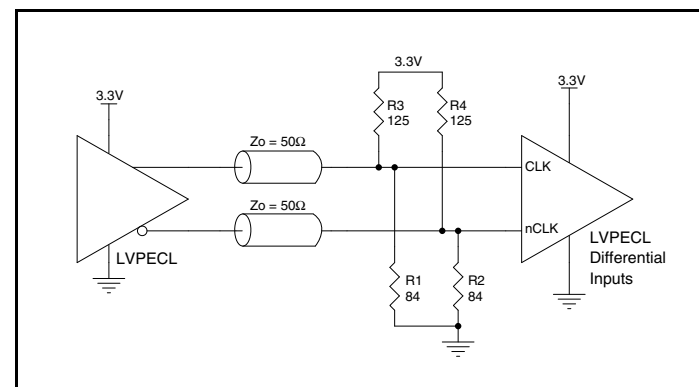 3.3V
3.3V
3.3V
R3
125
R4
125
Zo = 50Ω
CLK
Zo = 50Ω
nCLK
LVPECL
LVPECL
Differential
Inputs
R1
84
R2
84